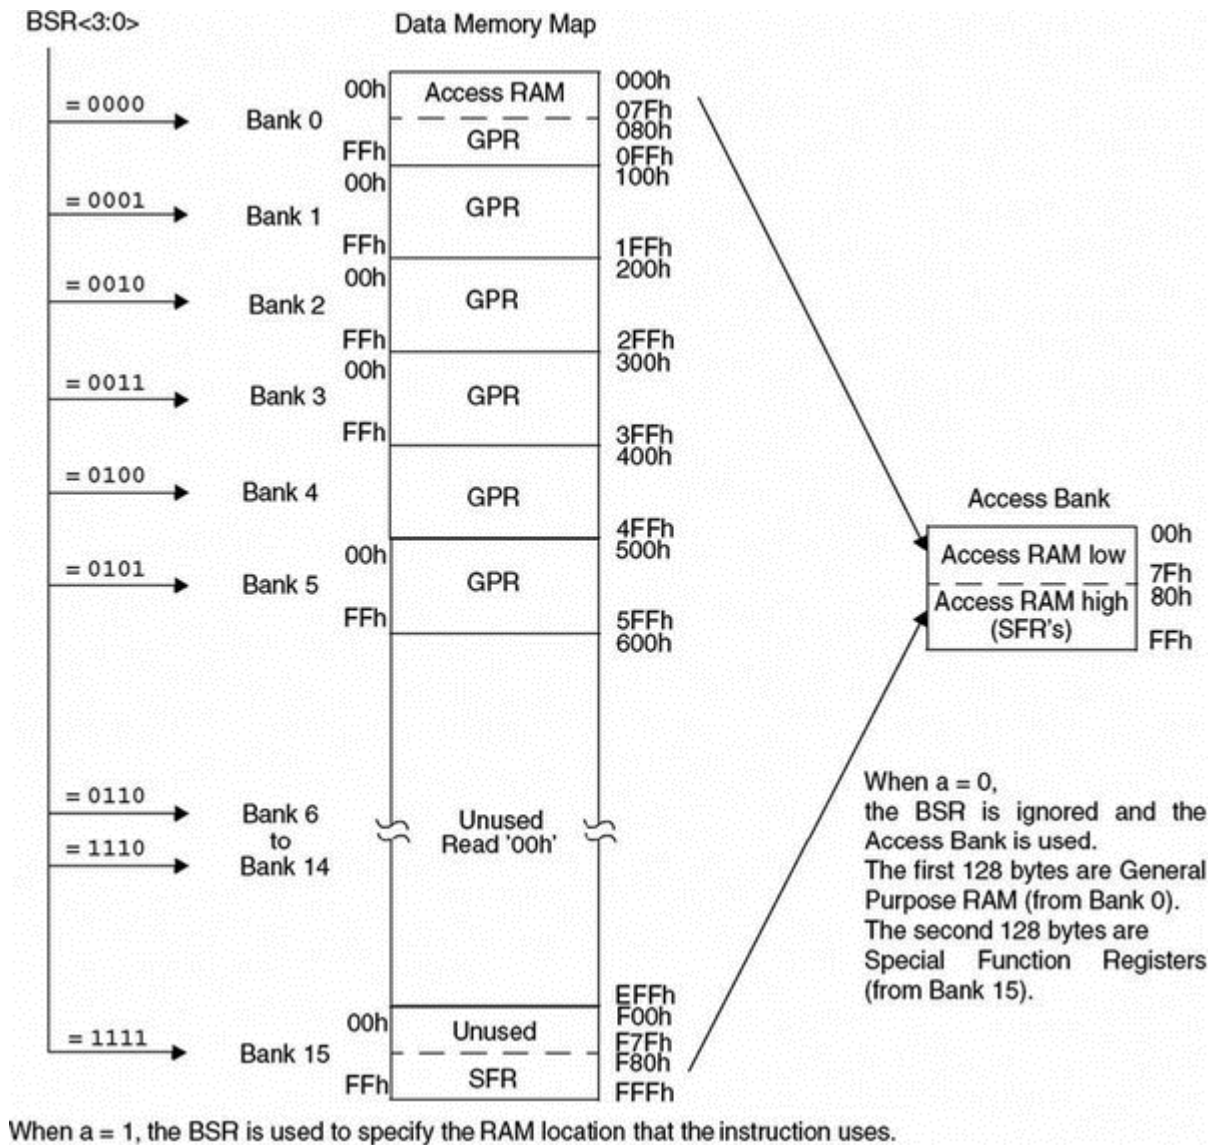 BSR<3:0>
Data Memory Map
= 0000
Bank 0
00h
Access RAM
000h
07Fh
080h
FFh
GPR
0FFh
= 0001
Bank 1
00h
GPR
100h
FFh
1FFh
= 0010
Bank 2
00h
GPR
200h
FFh
2FFh
= 0011
Bank 3
00h
GPR
300h
FFh
3FFh
= 0100
Bank 4
GPR
400h
4FFh
= 0101
Bank 5
00h
GPR
500h
FFh
5FFh
600h
= 0110
Bank 6
to
= 1110
Bank 14
Unused
Read '00h'
EFFh
= 1111
Bank 15
00h
Unused
F00h
F7Fh
F80h
FFh
SFR
FFFh
Access Bank
Access RAM low
00h
7Fh
Access RAM high
(SFR's)
80h
FFh
When a = 0,
the BSR is ignored and the
Access Bank is used.
The first 128 bytes are General
Purpose RAM (from Bank 0).
The second 128 bytes are
Special Function Registers
(from Bank 15).
When a = 1, the BSR is used to specify the RAM location that the instruction uses.